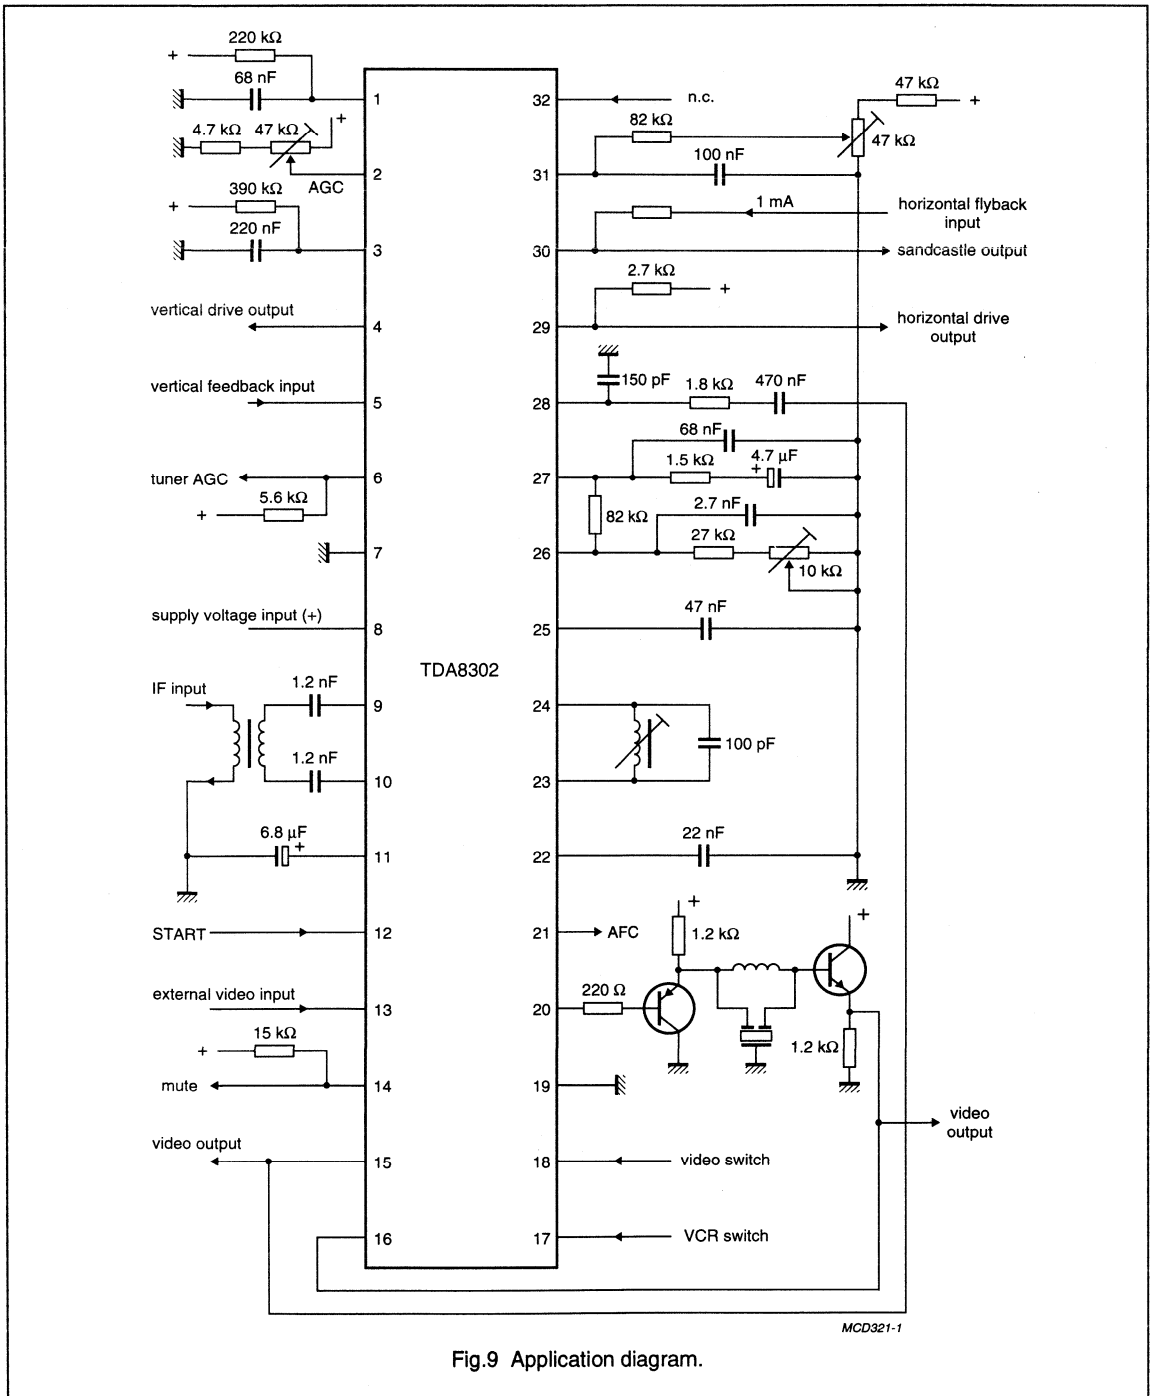 220 kΩ
+
68 nF
1
4.7 kΩ 47 kΩ +
2
AGC
390 kΩ
+
220 nF
3
vertical drive output
4
vertical feedback input
5
tuner AGC
6
5.6 kΩ
+
7
supply voltage input (+)
8
TDA8302
IF input
1.2 nF
9
1.2 nF
10
6.8 µF
+
11
START
12
external video input
13
15 kΩ
+
mute
14
video output
15
16
32
n.c.
47 kΩ
+
82 kΩ
47 kΩ
100 nF
31
1 mA
horizontal flyback
input
30
sandcastle output
2.7 kΩ
+
29
horizontal drive
output
150 pF
1.8 kΩ
470 nF
28
68 nF
1.5 kΩ
4.7 µF
+
27
82 kΩ
2.7 nF
27 kΩ
26
10 kΩ
47 nF
25
24
100 pF
23
22 nF
22
21
AFC
+
1.2 kΩ
+
220 Ω
20
1.2 kΩ
19
video
output
18
video switch
17
VCR switch
MCD321-1
Fig.9 Application diagram.